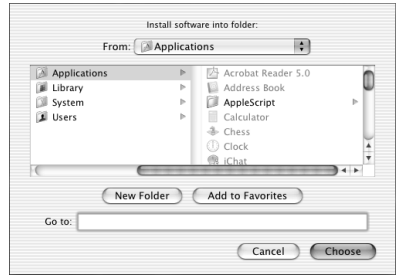 Install software into folder:
From: Applications
Applications
Library
System
Users
Acrobat Reader 5.0
Address Book
AppleScript
Calculator
Chess
Clock
iChat
New Folder
Add to Favorites
Go to:
Cancel
Choose